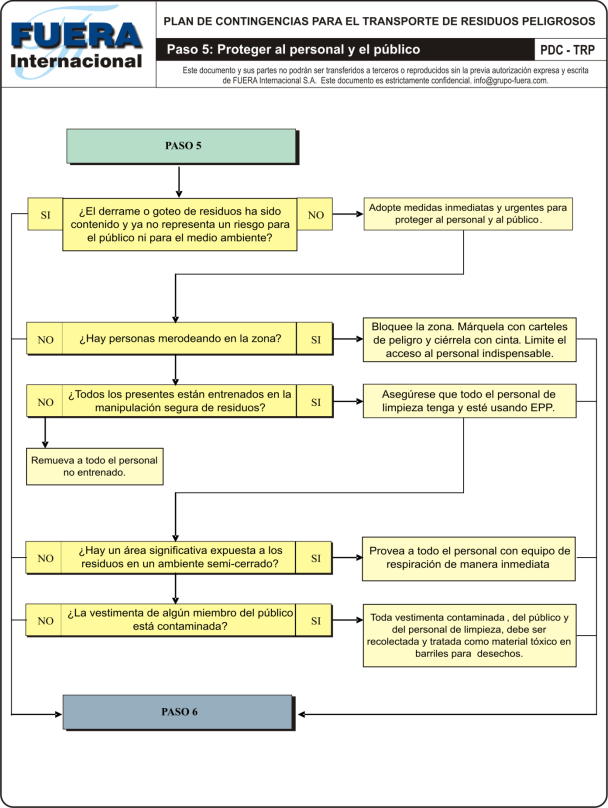 FUERA
Internacional
PLAN DE CONTINGENCIAS PARA EL TRANSPORTE DE RESIDUOS PELIGROSOS
Paso 5: Proteger al personal y el público
PDC - TRP
Este documento y sus partes no podrán ser transferidos a terceros o reproducidos sin la previa autorización expresa y escrita
de FUERA Internacional S.A. Este documento es estrictamente confidencial. info@grupo-fuera.com.
PASO 5
SI
¿El derrame o goteo de residuos ha sido
contenido y ya no representa un riesgo para
el público ni para el medio ambiente?
NO
Adopte medidas inmediatas y urgentes para
proteger al personal y al público.
NO
¿Hay personas merodeando en la zona?
SI
Bloquee la zona. Márquela con carteles
de peligro y ciérrela con cinta. Limite el
acceso al personal indispensable.
NO
¿Todos los presentes están entrenados en la
manipulación segura de residuos?
SI
Asegúrese que todo el personal de
limpieza tenga y esté usando EPP.
Remueva a todo el personal
no entrenado.
NO
¿Hay un área significativa expuesta a los
residuos en un ambiente semi-cerrado?
SI
Provea a todo el personal con equipo de
respiración de manera inmediata
NO
¿La vestimenta de algún miembro del público
está contaminada?
SI
Toda vestimenta contaminada , del público y
del personal de limpieza, debe ser
recolectada y tratada como material tóxico en
barriles para desechos.
PASO 6